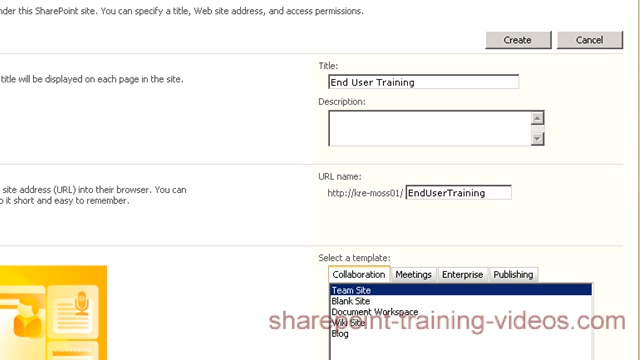 nder this SharePoint site. You can specify a title, Web site address, and access permissions.
Create Cancel
Title:
title will be displayed on each page in the site.
End User Training
Description:
URL name:
site address (URL) into their browser. You can
http://kre-moss01/ EndUserTraining
o it short and easy to remember.
Select a template:
Collaboration Meetings Enterprise Publishing
Team Site
Blank Site
Document Workspace
Wiki Site
Blog
sharepoint-training-videos.com